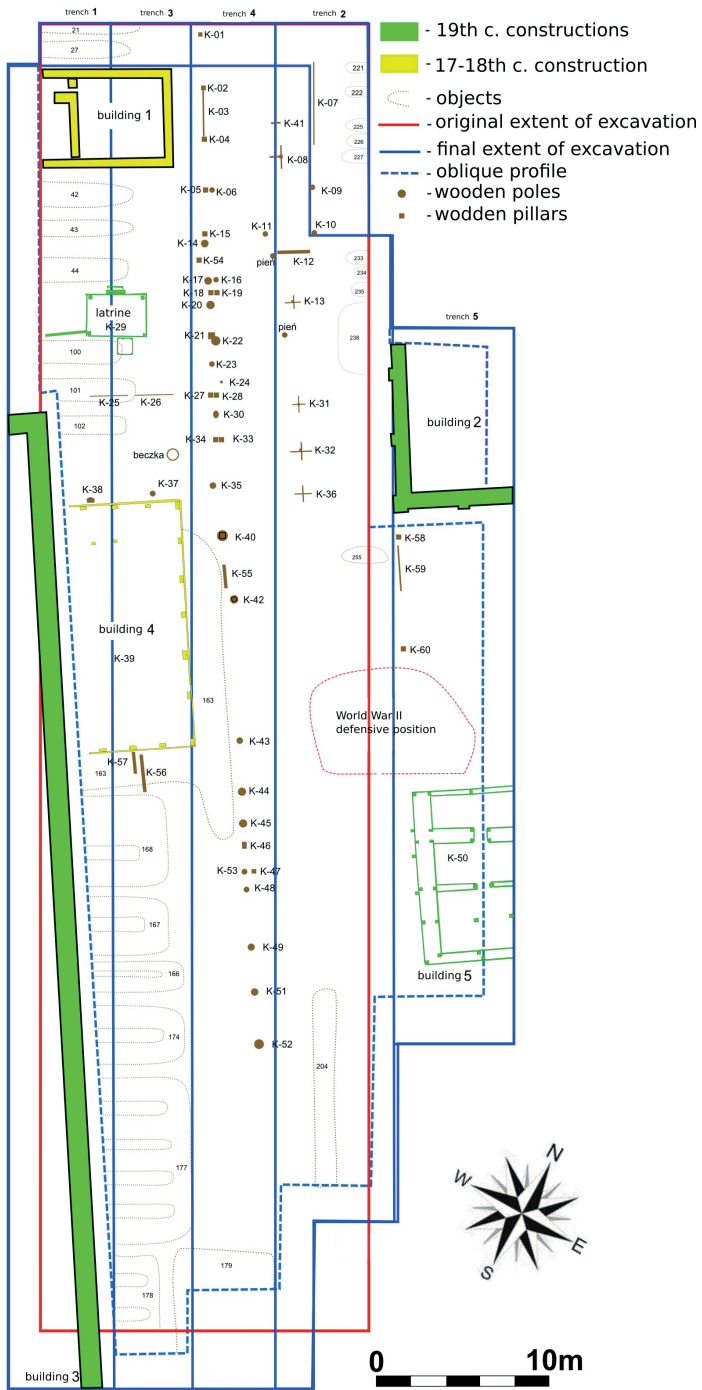 trench 1
trench 3
trench 4
trench 2
- 19th c. constructions
- 17-18th c. construction
- objects
- original extent of excavation
- final extent of excavation
- oblique profile
- wooden poles
- wodden pillars
21
27
K-01
building 1
K-02
K-03
K-04
K-41
K-07
K-08
221
222
225
226
227
42
43
44
K-05
K-06
K-09
K-15
K-14
K-11
K-10
K-54
pień
K-12
233
234
235
K-17
K-16
K-18
K-19
K-20
K-13
latrine
K-29
K-21
K-22
pień
238
trench 5
100
K-23
101
K-24
K-25
K-26
K-27
K-28
K-31
102
K-30
building 2
K-34
K-33
beczka
K-32
K-38
K-37
K-35
K-36
K-40
K-58
255
K-59
K-55
K-42
building 4
K-39
K-60
163
World War II
defensive position
K-43
K-57
163
K-56
K-44
K-45
K-46
168
K-50
K-53
K-47
K-48
167
K-49
166
building 5
K-51
174
K-52
204
177
179
178
building 3
N
W
E
S
0
10m